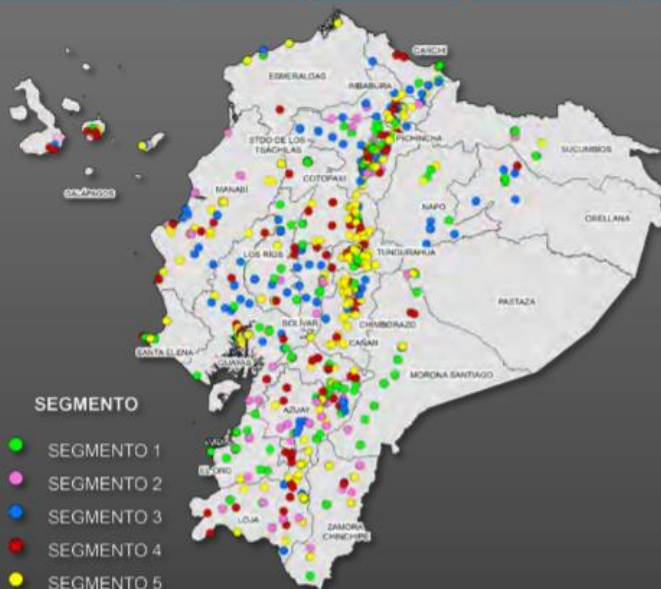 CARCHI
ESMERALDAS
IMBABURA
STDO DE LOS
TSÁCHILAS
PICHINCHA
SUCUMBIOS
COTOPAXI
GALÁPAGOS
MANABÍ
NAPO
ORELLANA
LOS RÍOS
TUNGURAHUA
PASTAZA
BOLÍVAR
CHIMBORAZO
SANTA ELENA
CAÑAR
GUAYAS
MORONA SANTIAGO
SEGMENTO
AZUAY
SEGMENTO 1
EL ORO
SEGMENTO 2
SEGMENTO 3
LOJA
ZAMORA
CHINCHIPE
SEGMENTO 4
SEGMENTO 5